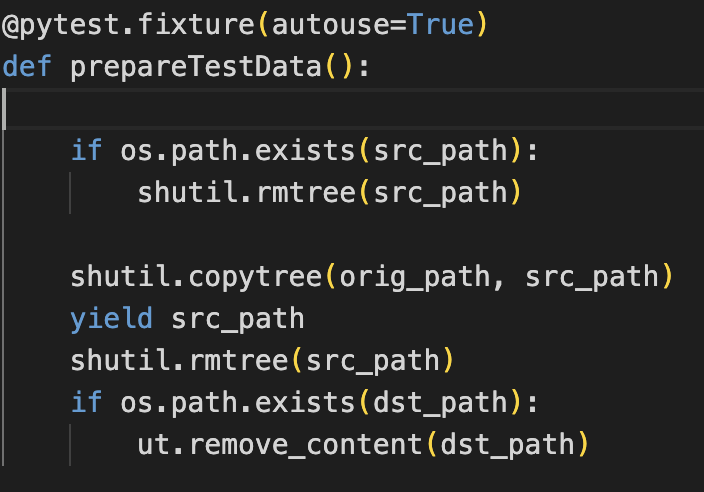 @pytest.fixture(autouse=True)
def prepareTestData():
if os.path.exists(src_path):
shutil.rmtree(src_path)
shutil.copytree(orig_path, src_path)
yield src_path
shutil.rmtree(src_path)
if os.path.exists(dst_path):
ut.remove_content(dst_path)